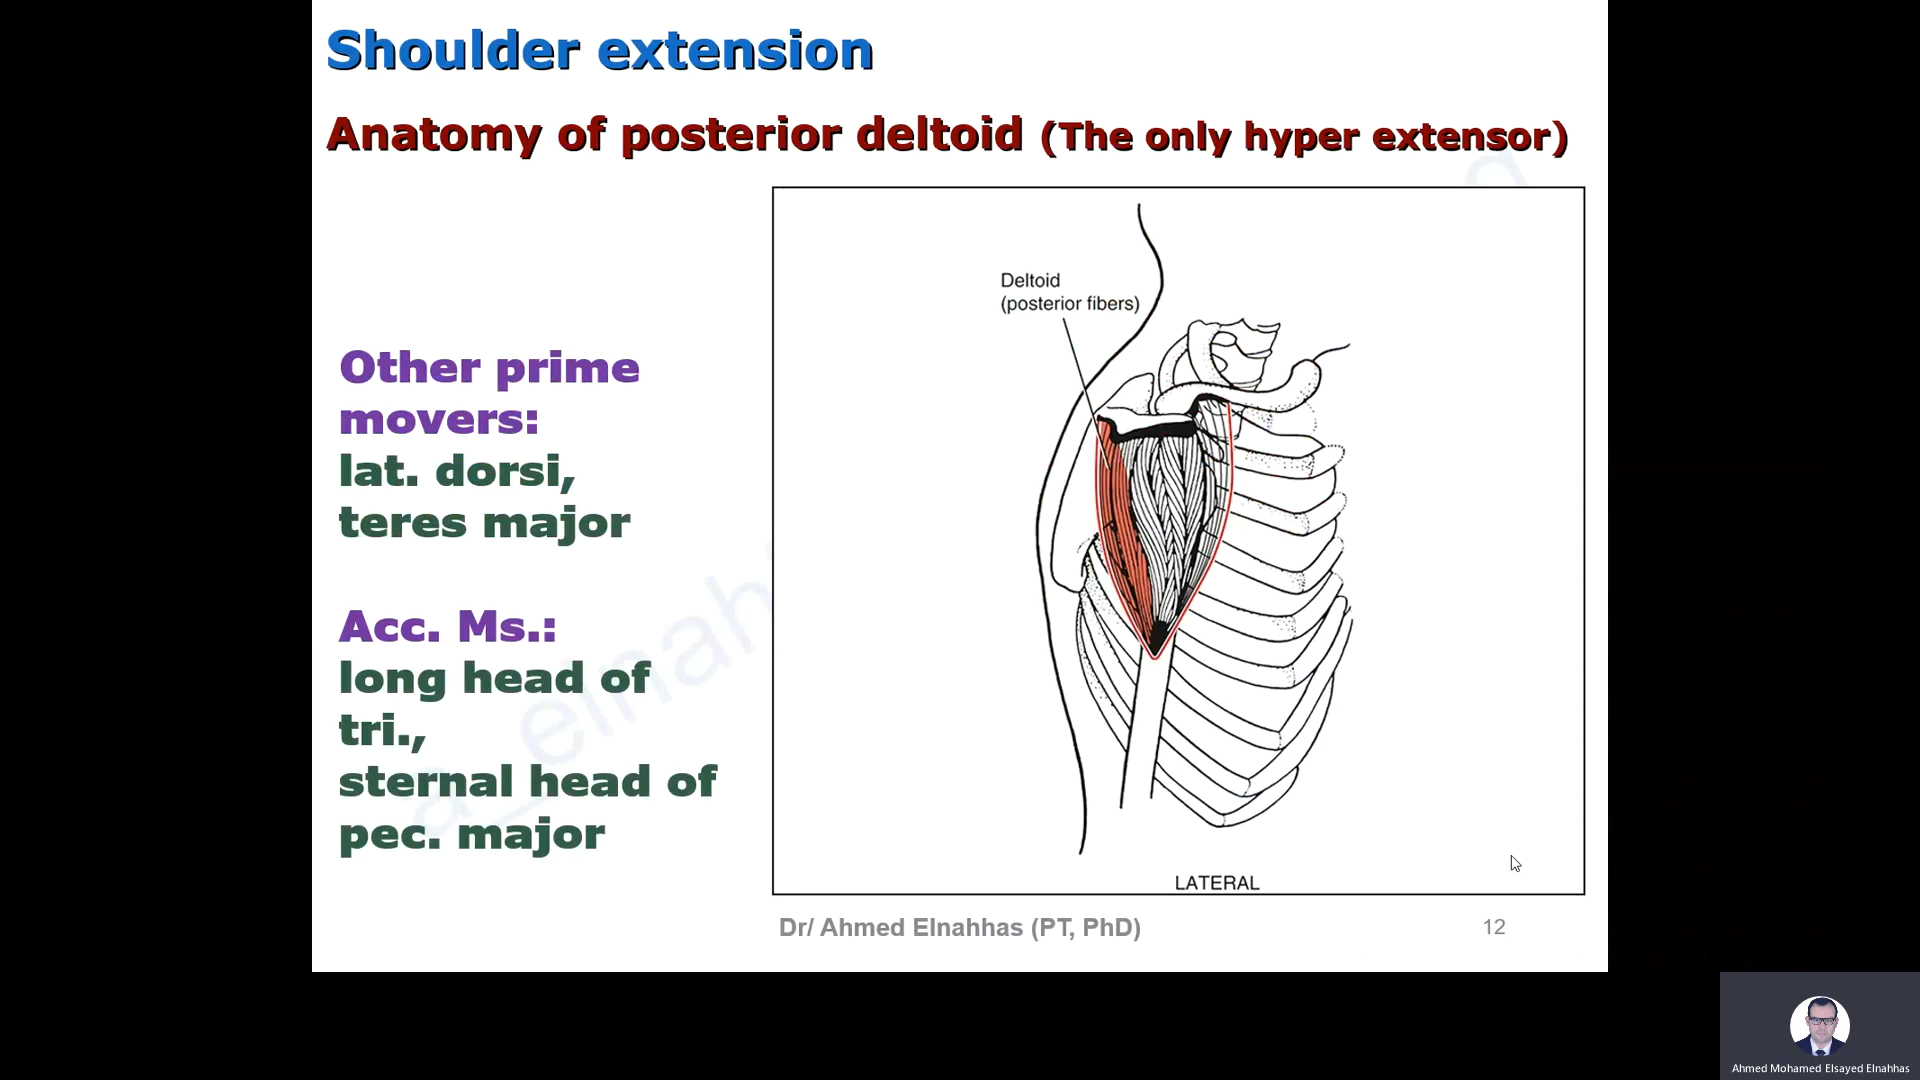 Shoulder extension
Anatomy of posterior deltoid (The only hyper extensor)
Deltoid
(posterior fibers)
Other prime
movers:
lat. dorsi,
teres major
Acc. Ms.:
long head of
tri.,
sternal head of
pec. major
LATERAL
Dr/ Ahmed Elnahhas (PT, PhD)
12
Ahmed Mohamed Elsayed Elnahhas